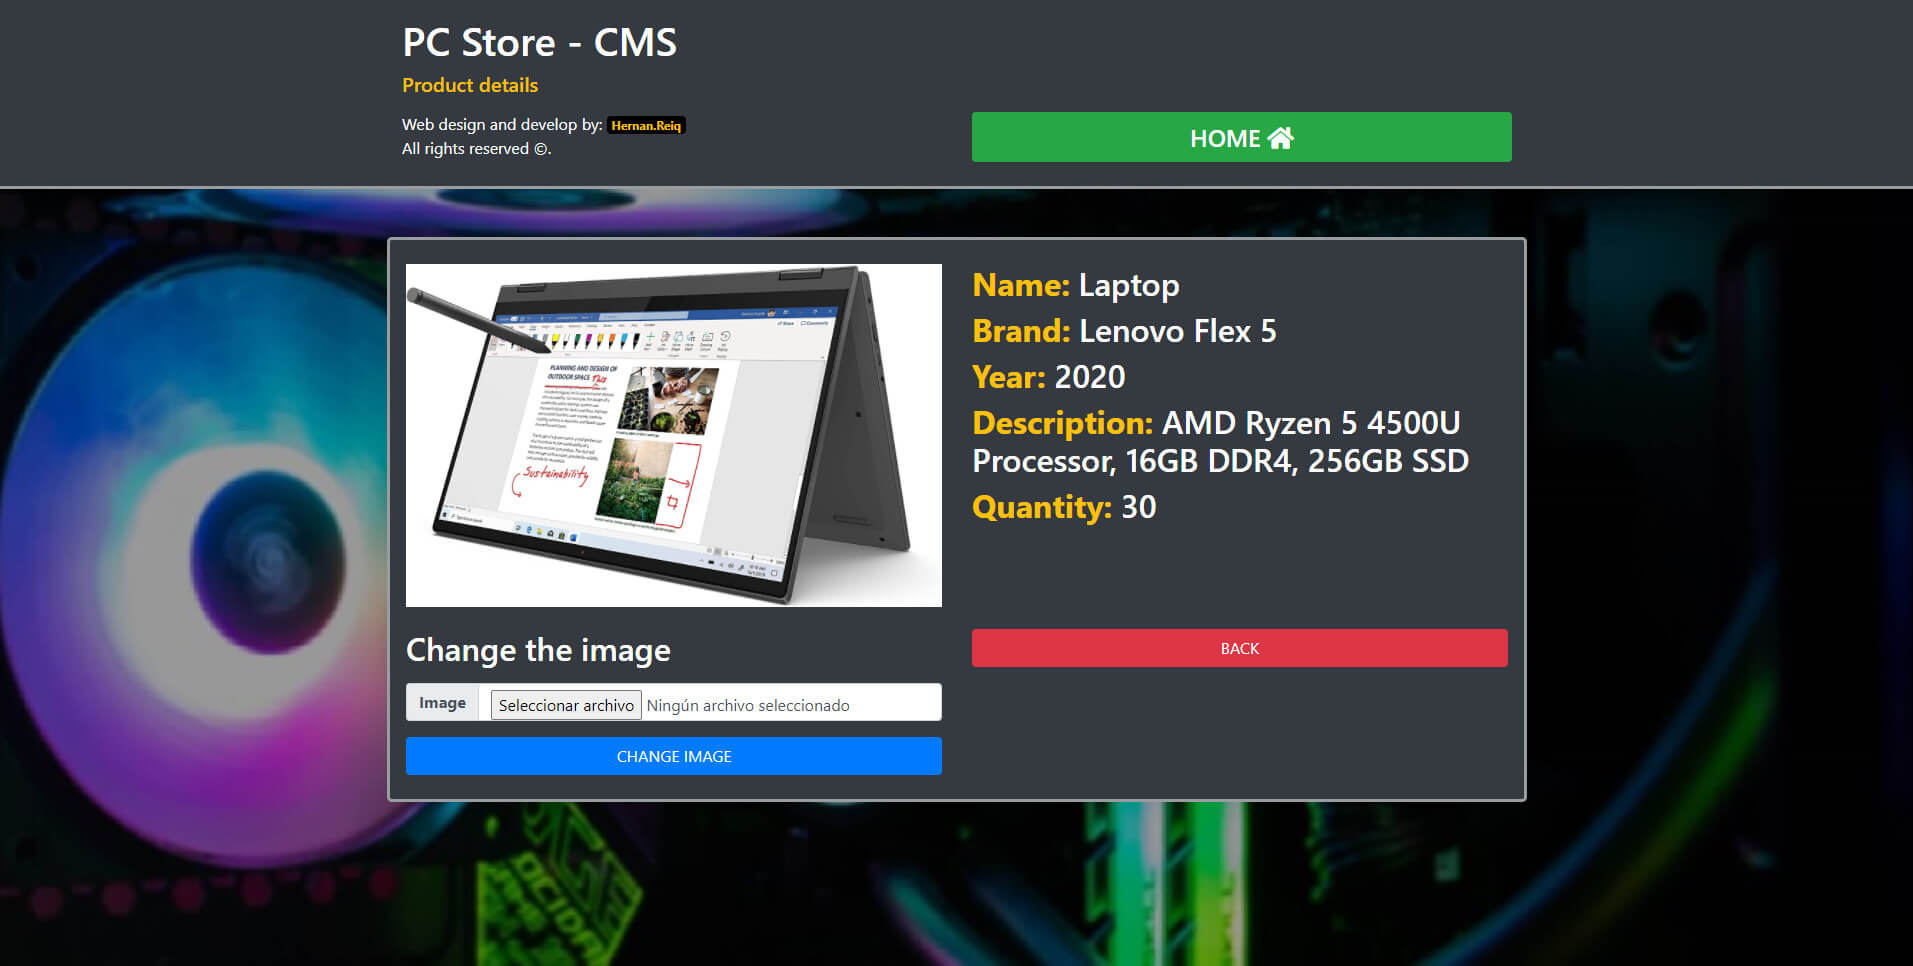 PC Store - CMS
Product details
Web design and develop by: Hernan.Reiq
All rights reserved ©.
HOME
PLANNING AND DESIGN OF
OUTDOOR SPACE This
Sustainability
Name: Laptop
Brand: Lenovo Flex 5
Year: 2020
Description: AMD Ryzen 5 4500U
Processor, 16GB DDR4, 256GB SSD
Quantity: 30
Change the image
Image Seleccionar archivo Ningún archivo seleccionado
CHANGE IMAGE
BACK